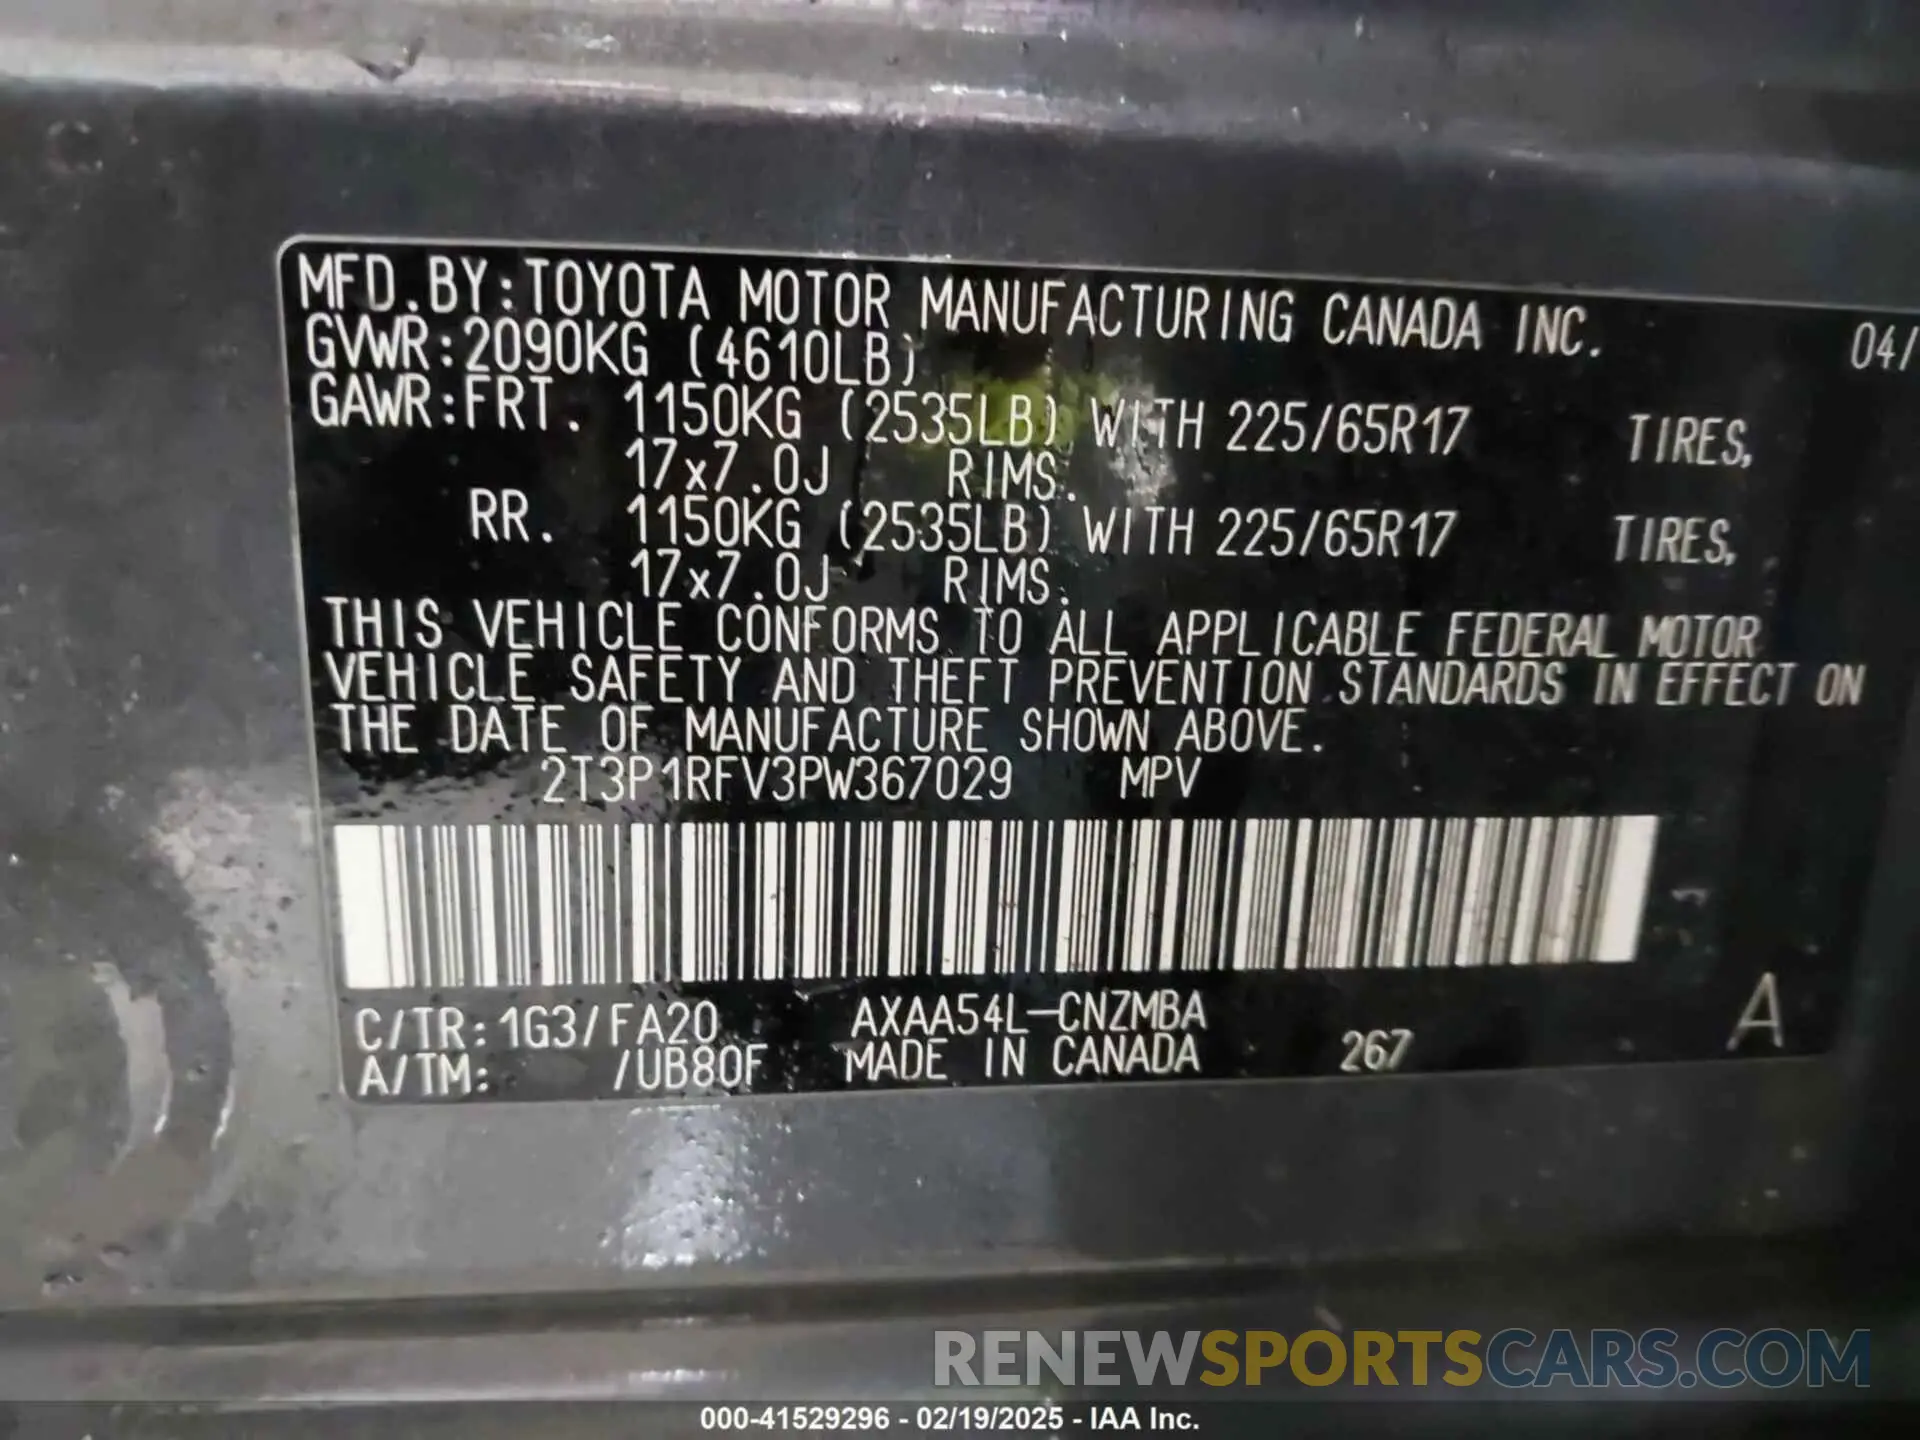 MFD.BY:TOYOTA MOTOR MANUFACTURING CANADA INC. 04/
GVWR:2090KG (4610LB)
GAWR:FRT. 1150KG (2535LB) WITH 225/65R17 TIRES,
17x7.0J RIMS.
RR. 1150KG (2535LB) WITH 225/65R17 TIRES,
17x7.0J RIMS.
THIS VEHICLE CONFORMS TO ALL APPLICABLE FEDERAL MOTOR
VEHICLE SAFETY AND THEFT PREVENTION STANDARDS IN EFFECT ON
THE DATE OF MANUFACTURE SHOWN ABOVE.
2T3P1RFV3PW367029 MPV
C/TR:1G3/FA20 AXAA54L-CNZMBA
A/TM: /UB80F MADE IN CANADA 267 A
RENEWSPORTSCARS.COM
000-41529296 - 02/19/2025 - IAA Inc.